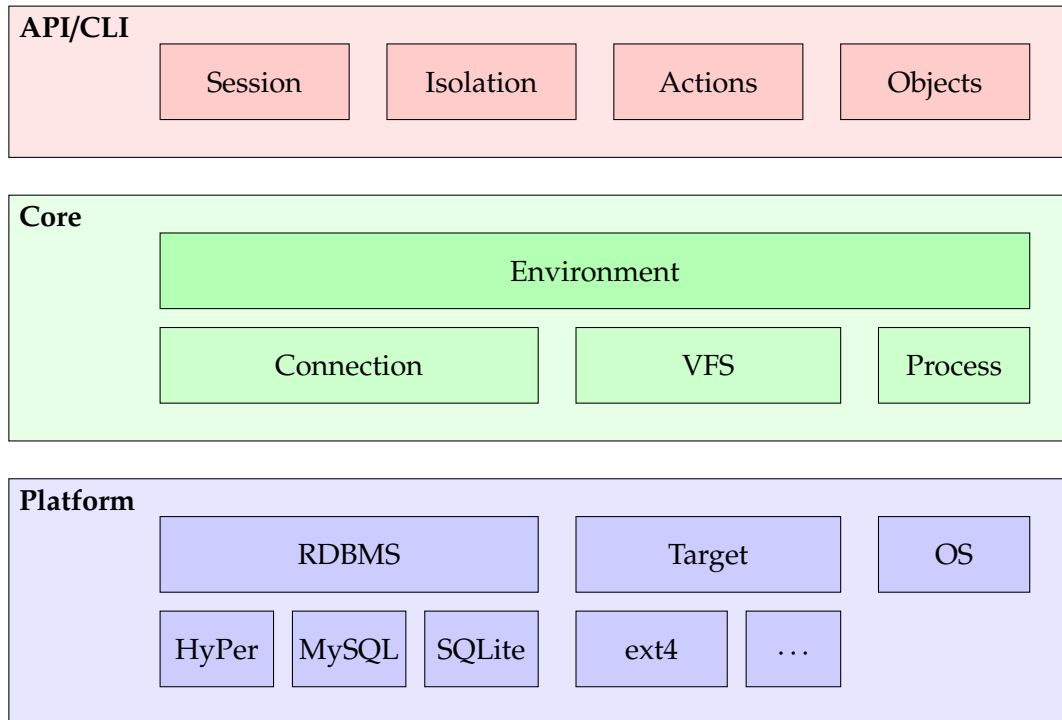 API/CLI
Session Isolation Actions Objects
Core
Environment
Connection VFS Process
Platform
RDBMS Target OS
HyPer MySQL SQLite ext4 ...